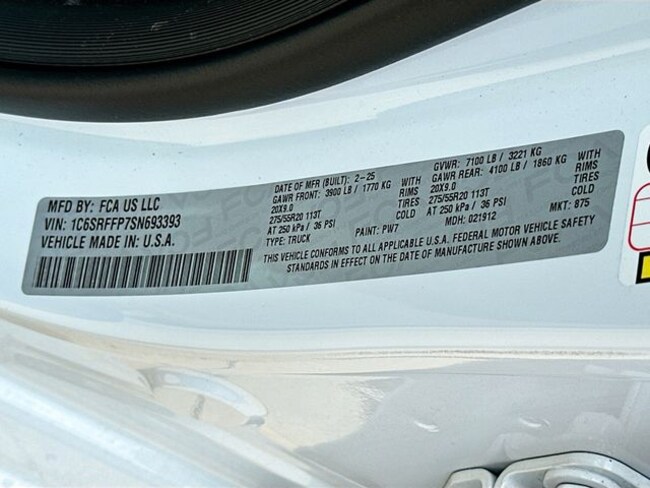 MFD BY: FCA US LLC
VIN: 1C6SRFFP7SN693393
VEHICLE MADE IN: U.S.A.
DATE OF MFR (BUILT): 2-25
GAWR FRONT: 3900 LB / 1770 KG WITH
20X9.0 RIMS
275/55R20 113T TIRES
AT 250 kPa / 36 PSI COLD
TYPE: TRUCK PAINT: PW7
GVWR: 7100 LB / 3221 KG
GAWR REAR: 4100 LB / 1860 KG WITH
20X9.0 RIMS
275/55R20 113T TIRES
AT 250 kPa / 36 PSI COLD
MDH: 021912 MKT: B75
THIS VEHICLE CONFORMS TO ALL APPLICABLE U.S.A. FEDERAL MOTOR VEHICLE SAFETY
STANDARDS IN EFFECT ON THE DATE OF MANUFACTURE SHOWN ABOVE.